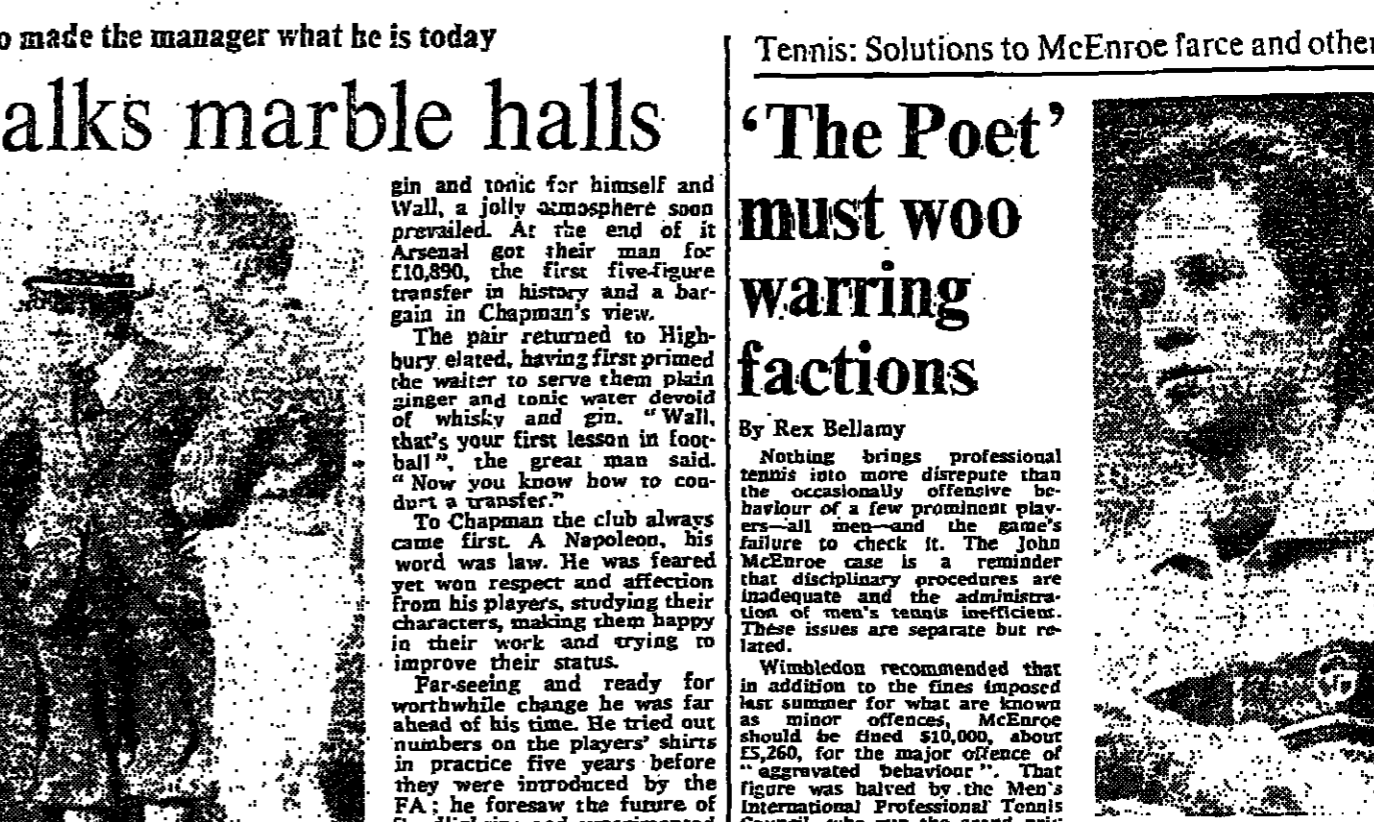 o made the manager what he is today
alks marble halls
gin and tonic for himself and
Wall, a jolly atmosphere soon
prevailed. At the end of it
Arsenal got their man for
£10,890, the first five-figure
transfer in history and a bar-
gain in Chapman's view.
The pair returned to High-
bury elated, having first primed
the waiter to serve them plain
ginger and tonic water devoid
of whisky and gin. "Wall,
that's your first lesson in foot-
ball", the great man said.
"Now you know how to con-
duct a transfer."
To Chapman the club always
came first. A Napoleon, his
word was law. He was feared
yet won respect and affection
from his players, studying their
characters, making them happy
in their work and trying to
improve their status.
Far-seeing and ready for
worthwhile change he was far
ahead of his time. He tried out
numbers on the players' shirts
in practice five years before
they were introduced by the
FA; he foresaw the future of
Tennis: Solutions to McEnroe farce and other
'The Poet'
must woo
warring
factions
By Rex Bellamy
Nothing brings professional
tennis into more disrepute than
the occasionally offensive be-
haviour of a few prominent play-
ers—all men—and the game's
failure to check it. The John
McEnroe case is a reminder
that disciplinary procedures are
inadequate and the administra-
tion of men's tennis inefficient.
These issues are separate but re-
lated.
Wimbledon recommended that
in addition to the fines imposed
last summer for what are known
as minor offences, McEnroe
should be fined $10,000, about
£5,260, for the major offence of
"aggravated behaviour". That
figure was halved by the Men's
International Professional Tennis